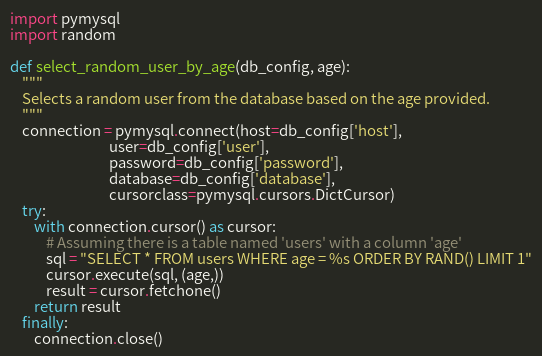 import pymysql
import random

def select_random_user_by_age(db_config, age):
    """
    Selects a random user from the database based on the age provided.
    """
    connection = pymysql.connect(host=db_config['host'],
                                 user=db_config['user'],
                                 password=db_config['password'],
                                 database=db_config['database'],
                                 cursorclass=pymysql.cursors.DictCursor)
    try:
        with connection.cursor() as cursor:
            # Assuming there is a table named 'users' with a column 'age'
            sql = "SELECT * FROM users WHERE age = %s ORDER BY RAND() LIMIT 1"
            cursor.execute(sql, (age,))
            result = cursor.fetchone()
        return result
    finally:
        connection.close()